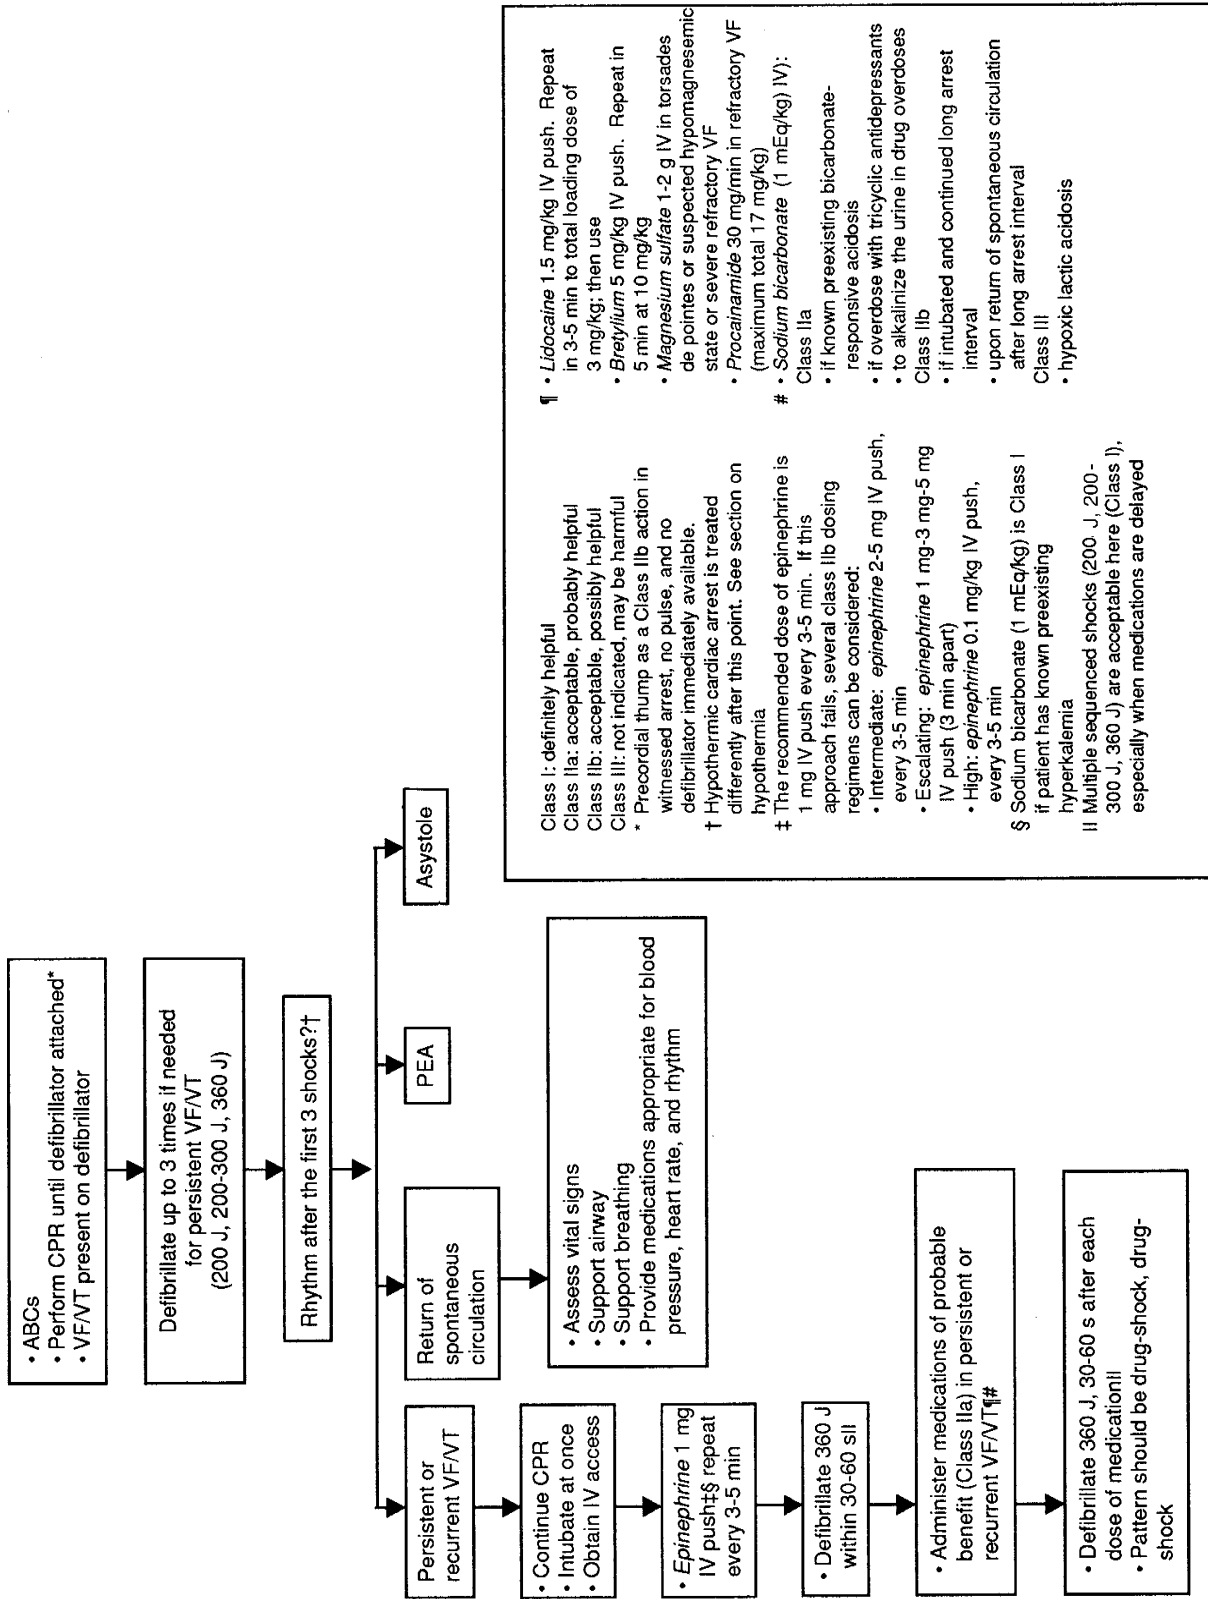 • ABCs
• Perform CPR until defibrillator attached*
• VF/VT present on defibrillator
Defibrillate up to 3 times if needed
for persistent VF/VT
(200 J, 200-300 J, 360 J)
Rhythm after the first 3 shocks?†
Persistent or
recurrent VF/VT
Return of
spontaneous
circulation
PEA
Asystole
• Continue CPR
• Intubate at once
• Obtain IV access
• Assess vital signs
• Support airway
• Support breathing
• Provide medications appropriate for blood
pressure, heart rate, and rhythm
• Epinephrine 1 mg
IV push‡§ repeat
every 3-5 min
• Defibrillate 360 J
within 30-60 s||
• Administer medications of probable
benefit (Class IIa) in persistent or
recurrent VF/VT¶#
• Defibrillate 360 J, 30-60 s after each
dose of medication||
• Pattern should be drug-shock, drug-
shock
Class I: definitely helpful
Class IIa: acceptable, probably helpful
Class IIb: acceptable, possibly helpful
Class III: not indicated, may be harmful
* Precordial thump as a Class IIb action in
witnessed arrest, no pulse, and no
defibrillator immediately available.
† Hypothermic cardiac arrest is treated
differently after this point. See section on
hypothermia
‡ The recommended dose of epinephrine is
1 mg IV push every 3-5 min. If this
approach fails, several class IIb dosing
regimens can be considered:
• Intermediate: epinephrine 2-5 mg IV push,
every 3-5 min
• Escalating: epinephrine 1 mg-3 mg-5 mg
IV push (3 min apart)
• High: epinephrine 0.1 mg/kg IV push,
every 3-5 min
§ Sodium bicarbonate (1 mEq/kg) is Class I
if patient has known preexisting
hyperkalemia
|| Multiple sequenced shocks (200 J, 200-
300 J, 360 J) are acceptable here (Class I),
especially when medications are delayed
¶ • Lidocaine 1.5 mg/kg IV push. Repeat
in 3-5 min to total loading dose of
3 mg/kg; then use
• Bretylium 5 mg/kg IV push. Repeat in
5 min at 10 mg/kg
• Magnesium sulfate 1-2 g IV in torsades
de pointes or suspected hypomagnesemic
state or severe refractory VF
• Procainamide 30 mg/min in refractory VF
(maximum total 17 mg/kg)
# • Sodium bicarbonate (1 mEq/kg) IV):
Class IIa
• if known preexisting bicarbonate-
responsive acidosis
• if overdose with tricyclic antidepressants
• to alkalinize the urine in drug overdoses
Class IIb
• if intubated and continued long arrest
interval
• upon return of spontaneous circulation
after long arrest interval
Class III
• hypoxic lactic acidosis